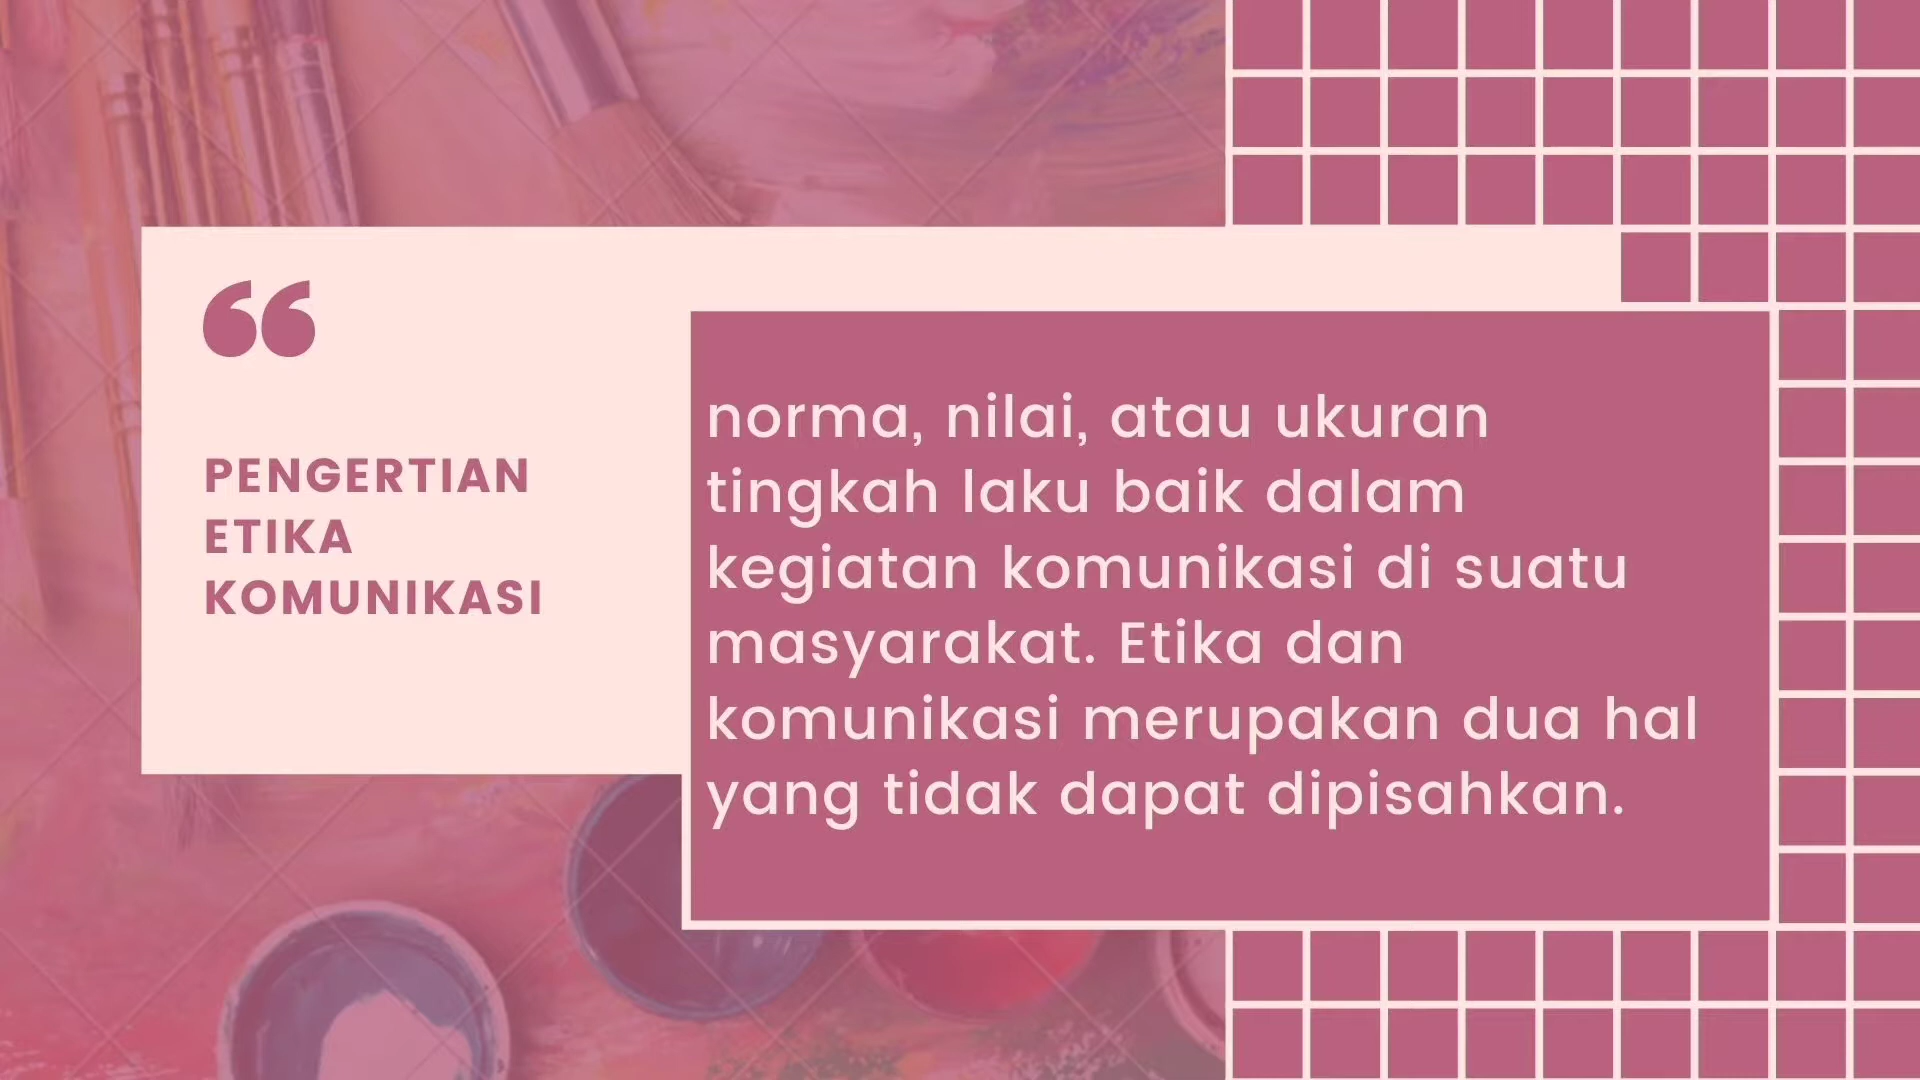 “
PENGERTIAN
ETIKA
KOMUNIKASI
norma, nilai, atau ukuran
tingkah laku baik dalam
kegiatan komunikasi di suatu
masyarakat. Etika dan
komunikasi merupakan dua hal
yang tidak dapat dipisahkan.